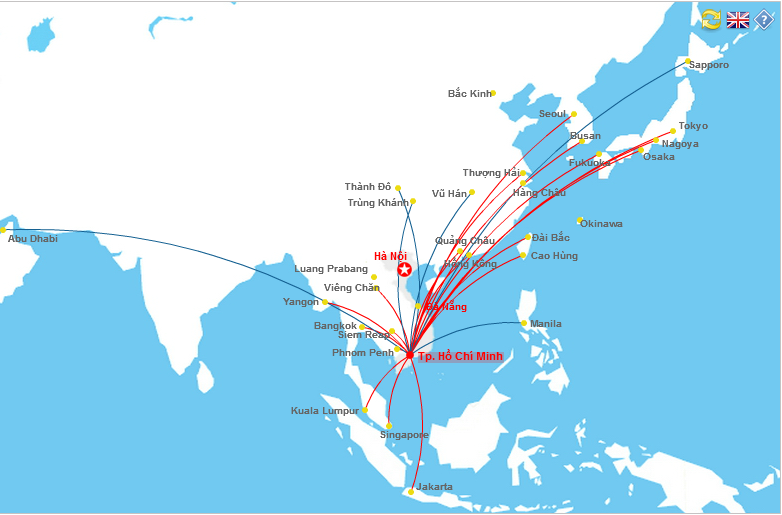 ?
Sapporo
Bắc Kinh
Seoul
Tokyo
Busan
Nagoya
Osaka
Fukuoka
Thượng Hải
Thành Đô
Vũ Hán
Hàng Châu
Trùng Khánh
Okinawa
Abu Dhabi
Quảng Châu
Đài Bắc
Hà Nội
Cao Hùng
Hồng Kông
Luang Prabang
Viêng Chăn
Yangon
Đà Nẵng
Bangkok
Manila
Siem Reap
Phnom Penh
Tp. Hồ Chí Minh
Kuala Lumpur
Singapore
Jakarta